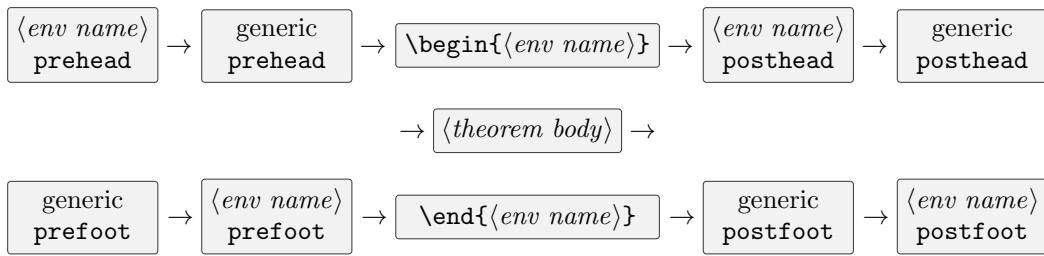 ⟨env name⟩ prehead → generic prehead → \begin{⟨env name⟩} → ⟨env name⟩ posthead → generic posthead
→ ⟨theorem body⟩ →
generic prefoot → ⟨env name⟩ prefoot → \end{⟨env name⟩} → generic postfoot → ⟨env name⟩ postfoot